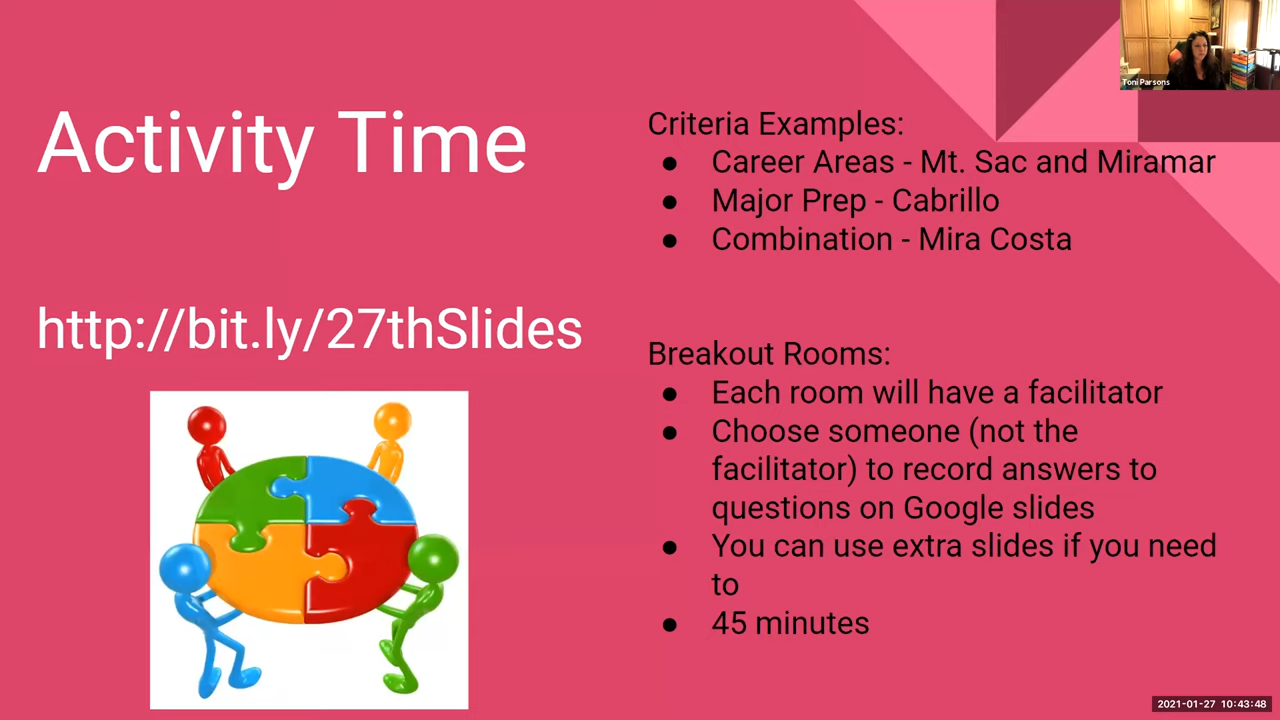 Activity Time
http://bit.ly/27thSlides
Criteria Examples:
● Career Areas - Mt. Sac and Miramar
● Major Prep - Cabrillo
● Combination - Mira Costa
Breakout Rooms:
● Each room will have a facilitator
● Choose someone (not the
facilitator) to record answers to
questions on Google slides
● You can use extra slides if you need
to
● 45 minutes
Toni Parsons
2021-01-27 10:43:48